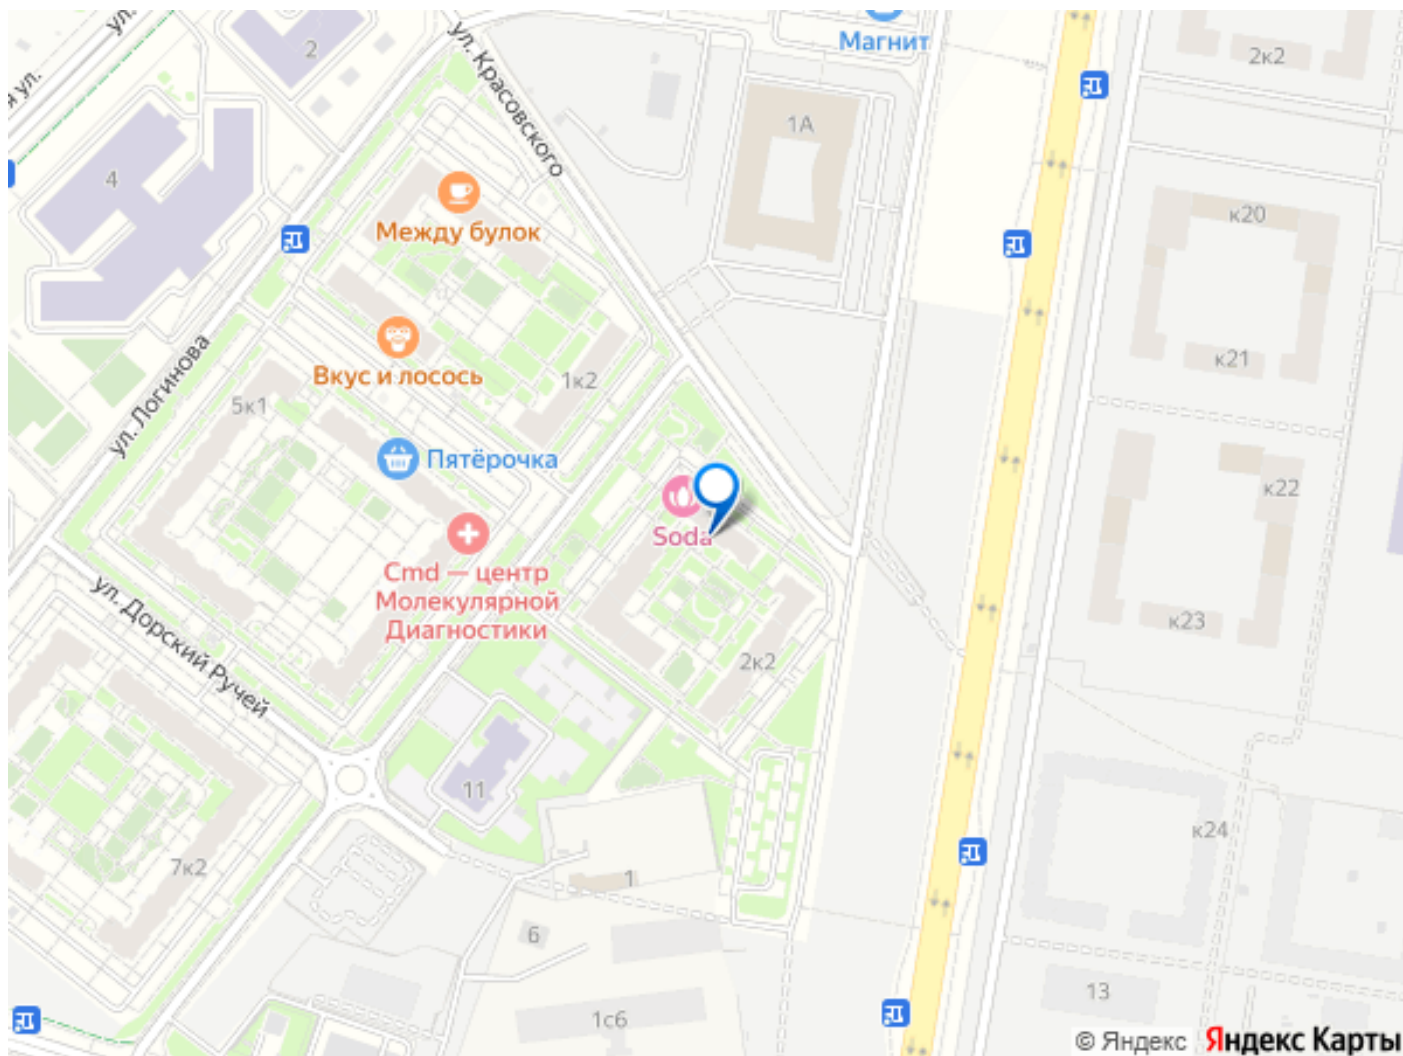 ул.
ул. Красовского
2
Магнит
2к2
я ул.
1А
4
к20
Между булок
ул. Логинова
Вкус и лосось
1к2
к21
5к1
Пятёрочка
Soda
к22
Cmd — центр
Молекулярной
Диагностики
ул. Дорский Ручей
к23
2к2
11
к24
7к2
1
6
13
1с6
© Яндекс Яндекс Карты